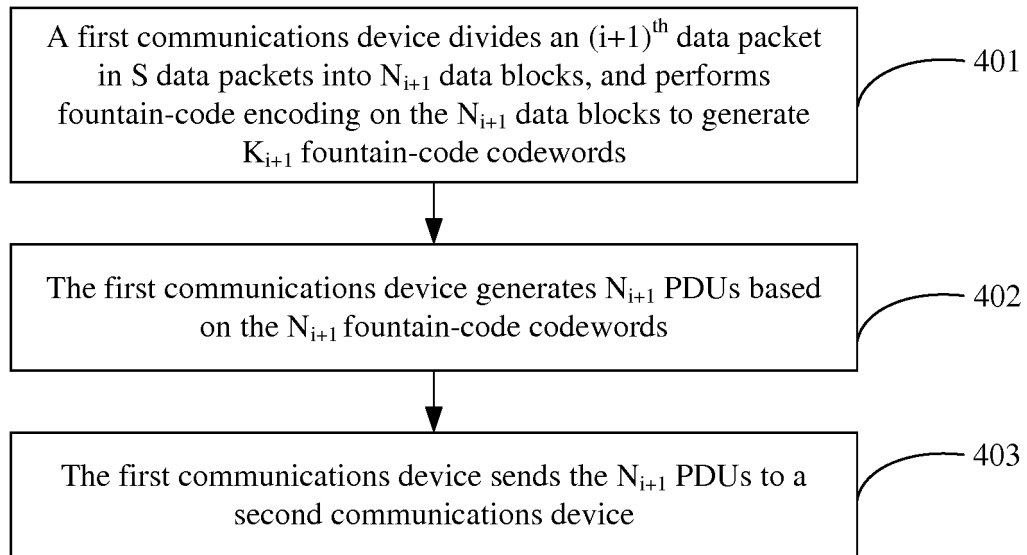 A first communications device divides an (i+1)th data packet
in S data packets into Ni+1 data blocks, and performs
fountain-code encoding on the Ni+1 data blocks to generate
Ki+1 fountain-code codewords
401
The first communications device generates Ni+1 PDUs based
on the Ni+1 fountain-code codewords
402
The first communications device sends the Ni+1 PDUs to a
second communications device
403